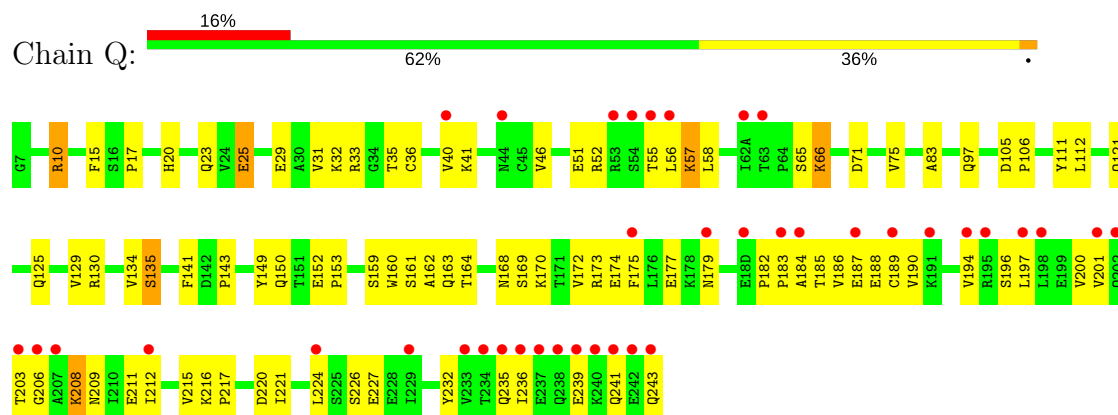 16%
Chain Q:
62% 36% •
G7 R10 F15 S16 P17 H20 Q23 V24 E25 E29 A30 V31 K32 R33 G34 T35 C36 V40 K41 N44 C45 V46 E51 R52 R53 S54 T55 L56 K57 L58 I62A T63 P64 S65 K66 D71 V75 A83 Q97 D105 P106 Y111 L112
Q125 V129 R130 V134 S135 F141 D142 P143 Y149 Q150 T151 E152 P153 S159 W160 S161 A162 Q163 T164 N168 S169 K170 T171 V172 R173 E174 F175 L176 E177 K178 N179 E18D P182 P183 A184 T185 V186 E187 E188 C189 V190 K191 V194 R195 S196 L197 L198 E199 V200 V201
T203 G206 A207 K208 N209 I210 E211 I212 V215 K216 P217 D220 I221 L224 S225 S226 E227 E228 I229 Y232 V233 T234 Q235 I236 E237 Q238 E239 K240 Q241 E242 Q243